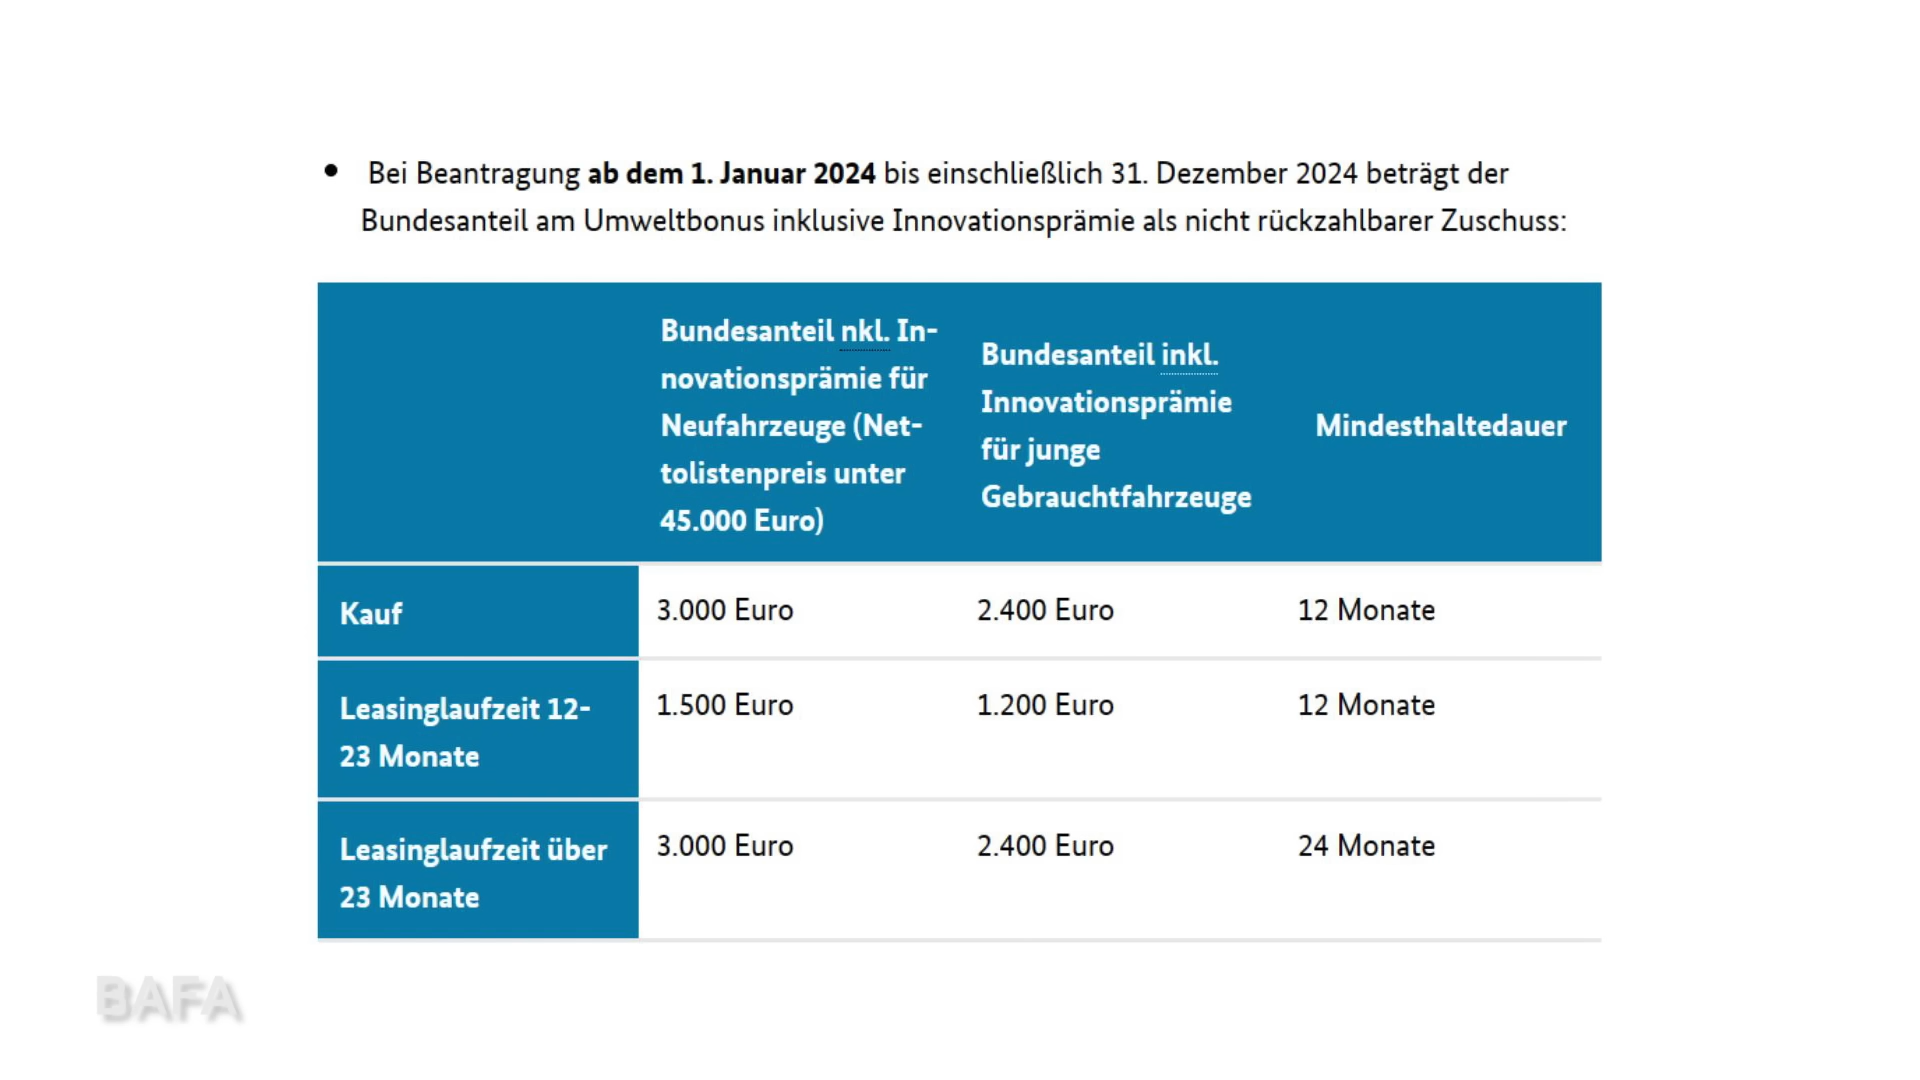 • Bei Beantragung ab dem 1. Januar 2024 bis einschließlich 31. Dezember 2024 beträgt der
Bundesanteil am Umweltbonus inklusive Innovationsprämie als nicht rückzahlbarer Zuschuss:
Bundesanteil nkl. In-
novationsprämie für
Neufahrzeuge (Net-
tolistenpreis unter
45.000 Euro)
Bundesanteil inkl.
Innovationsprämie
für junge
Gebrauchtfahrzeuge
Mindesthaltedauer
Kauf
3.000 Euro
2.400 Euro
12 Monate
Leasinglaufzeit 12-
23 Monate
1.500 Euro
1.200 Euro
12 Monate
Leasinglaufzeit über
23 Monate
3.000 Euro
2.400 Euro
24 Monate
BAFA